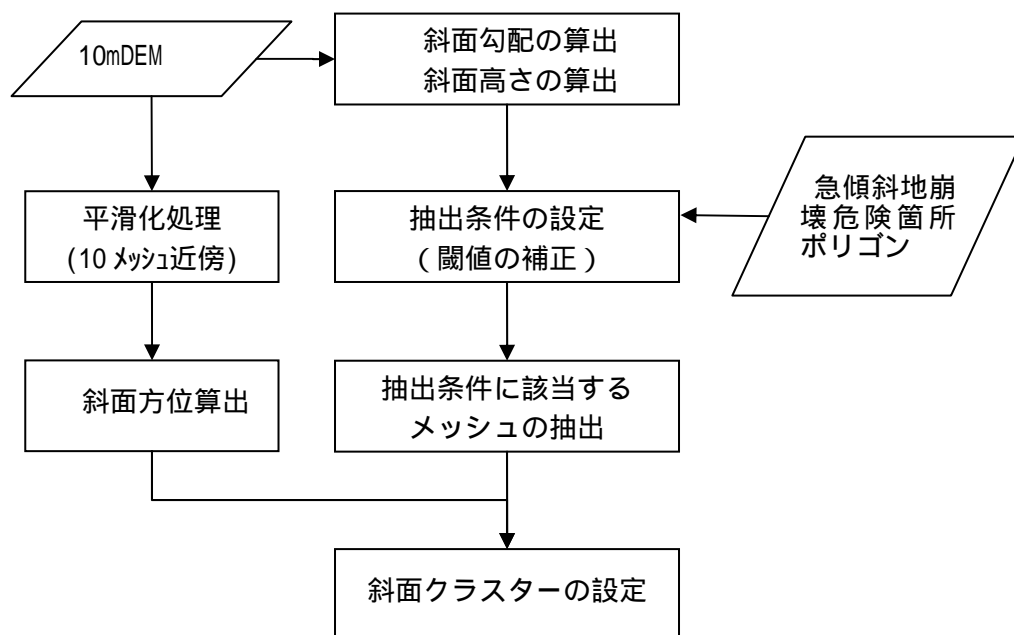 10mDEM
斜面勾配の算出
斜面高さの算出
平滑化処理
(10 メッシュ近傍)
抽出条件の設定
（閾値の補正）
急傾斜地崩
壊危険箇所
ポリゴン
斜面方位算出
抽出条件に該当する
メッシュの抽出
斜面クラスターの設定